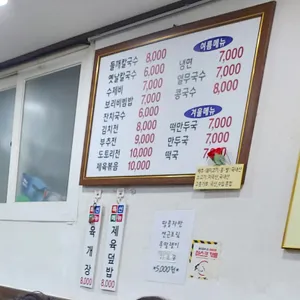 들깨칼국수 8,000
옛날칼국수 6,000
수제비 7,000
보리비빔밥 7,000
잔치국수 6,000
김치전 8,000
부추전 9,000
도토리전 10,000
제육볶음 10,000
여름메뉴
냉면 7,000
열무국수 7,000
콩국수 8,000
겨울메뉴
떡만두국 7,000
만두국 7,000
떡국 7,000
육개장
제육덮밥
*5,000원*